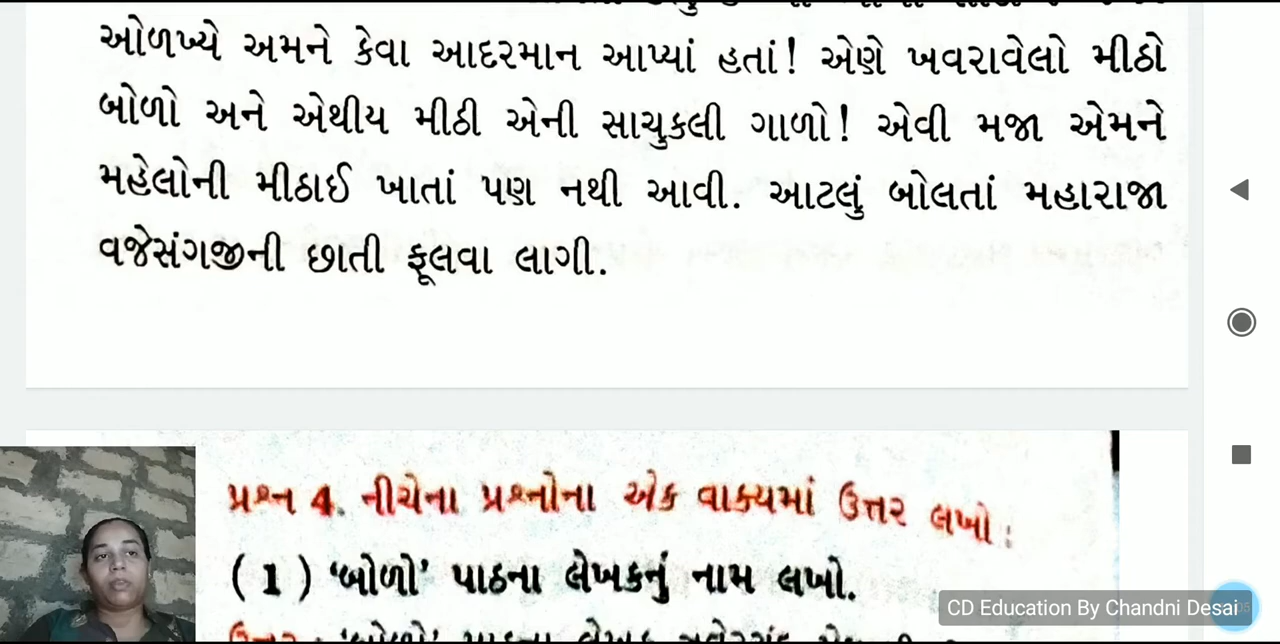 ઓળખ્યે અમને કેવા આદરમાન આપ્યાં હતાં! એણે ખવરાવેલો મીઠો
બોળો અને એથીય મીઠી એની સાચુકલી ગાળો! એવી મજા એમને
મહેલોની મીઠાઈ ખાતાં પણ નથી આવી. આટલું બોલતાં મહારાજા
વજેસંગજીની છાતી ફૂલવા લાગી.
પ્રશ્ન 4. નીચેના પ્રશ્નોના એક વાક્યમાં ઉત્તર લખો :
( 1 ) ‘બોળો’ પાઠના લેખકનું નામ લખો.
CD Education By Chandni Desai